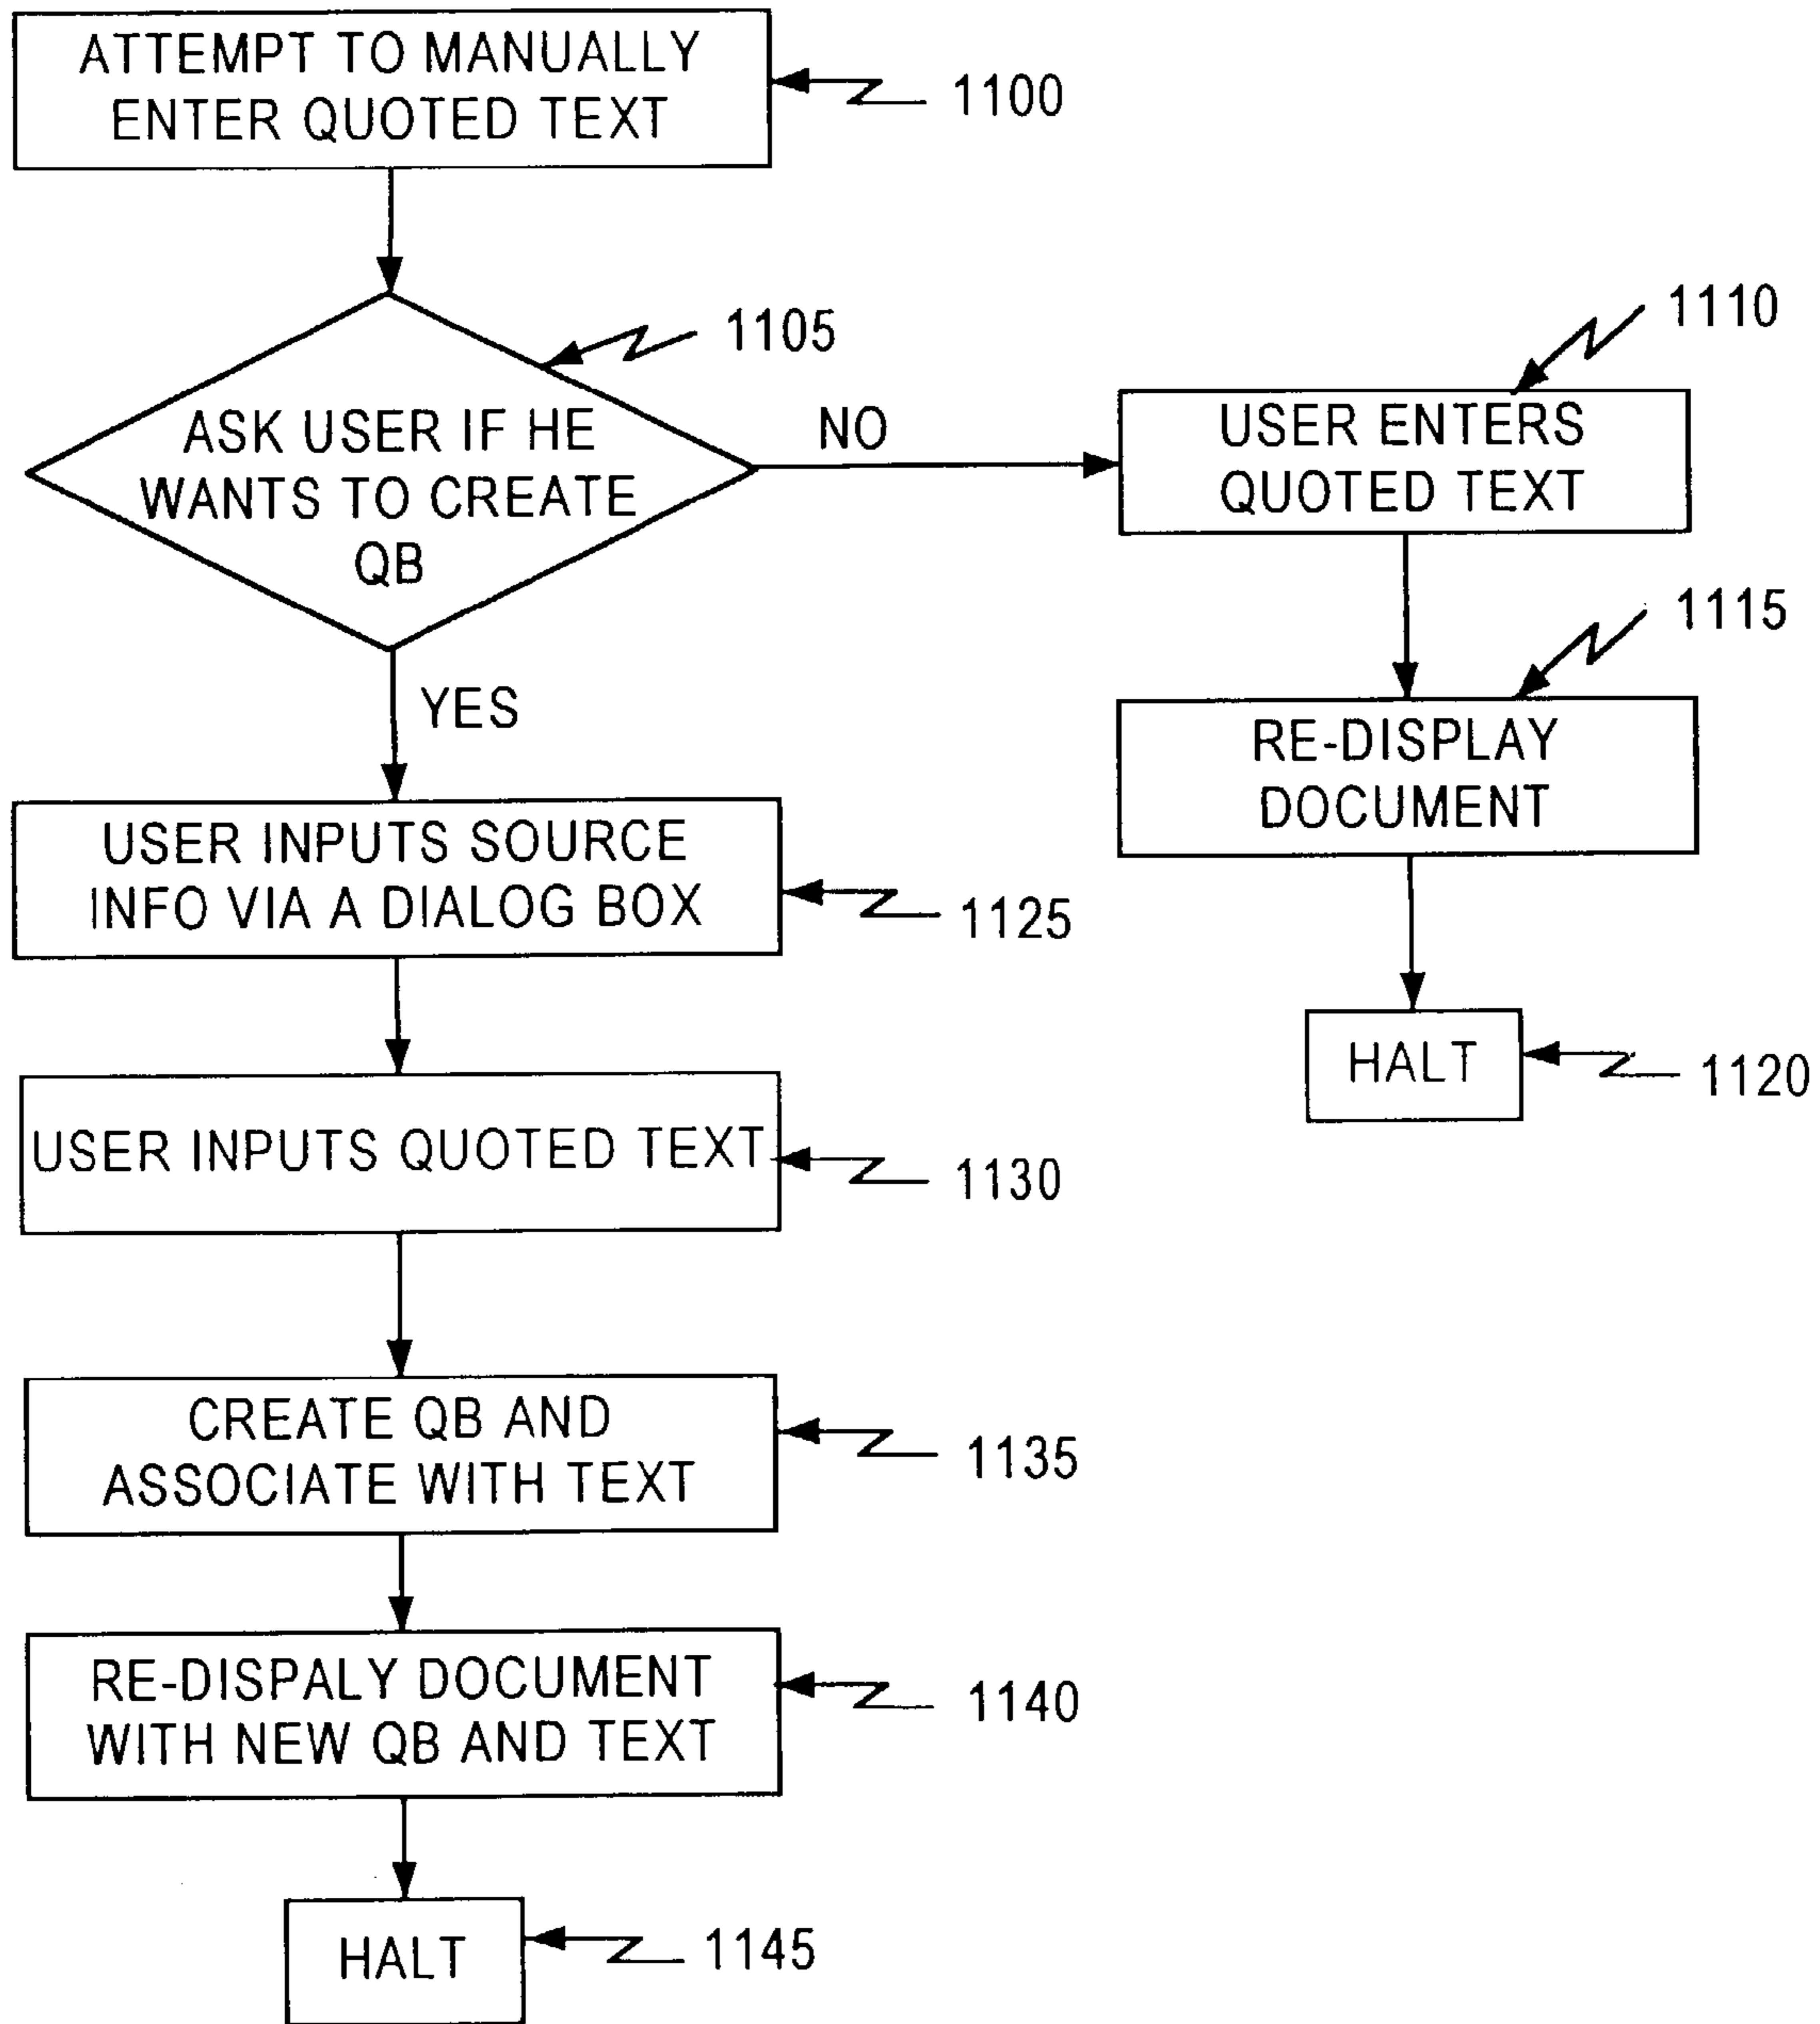 ATTEMPT TO MANUALLY
ENTER QUOTED TEXT
1100
1105
ASK USER IF HE
WANTS TO CREATE
QB
NO
1110
USER ENTERS
QUOTED TEXT
1115
RE-DISPLAY
DOCUMENT
HALT
1120
YES
USER INPUTS SOURCE
INFO VIA A DIALOG BOX
1125
USER INPUTS QUOTED TEXT
1130
CREATE QB AND
ASSOCIATE WITH TEXT
1135
RE-DISPALY DOCUMENT
WITH NEW QB AND TEXT
1140
HALT
1145